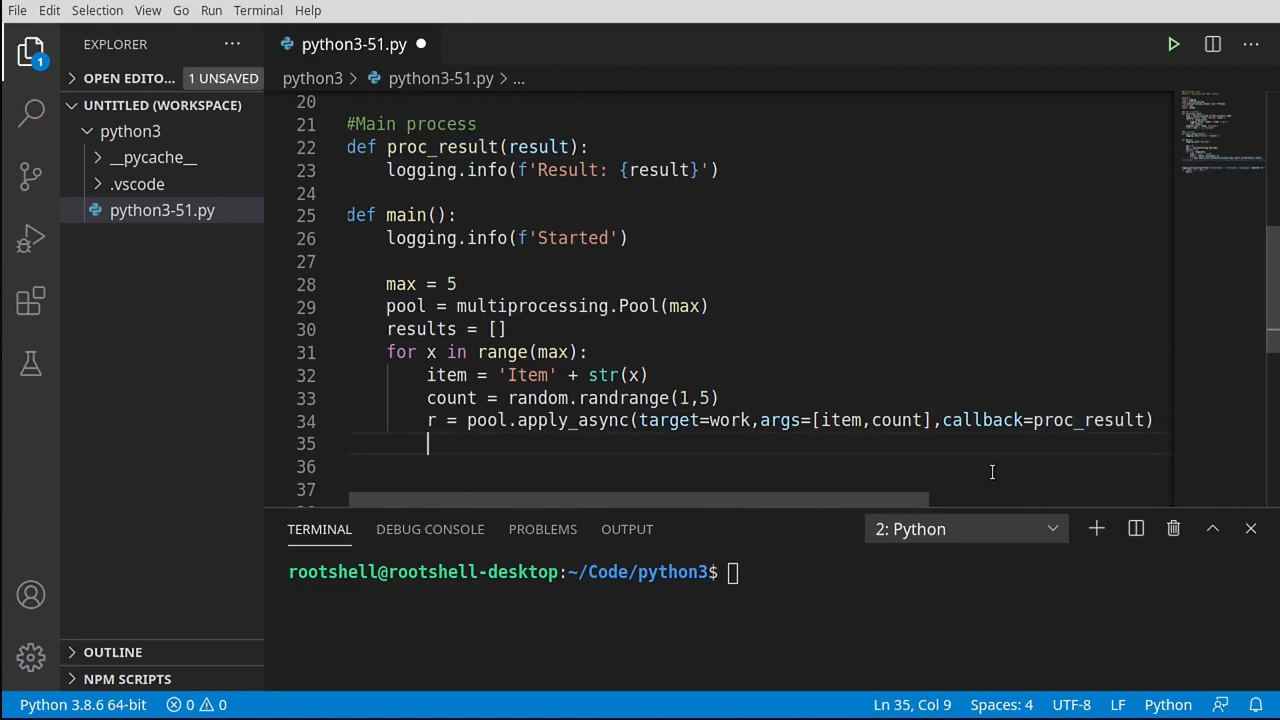 File Edit Selection View Go Run Terminal Help
EXPLORER
python3-51.py
1
OPEN EDITO... 1 UNSAVED
python3 > python3-51.py > ...
UNTITLED (WORKSPACE)
python3
__pycache__
.vscode
python3-51.py
20
21 #Main process
22 def proc_result(result):
23 logging.info(f'Result: {result}')
24
25 def main():
26 logging.info(f'Started')
27
28 max = 5
29 pool = multiprocessing.Pool(max)
30 results = []
31 for x in range(max):
32 item = 'Item' + str(x)
33 count = random.randrange(1,5)
34 r = pool.apply_async(target=work,args=[item,count],callback=proc_result)
35
36
37
TERMINAL DEBUG CONSOLE PROBLEMS OUTPUT 2: Python
rootshell@rootshell-desktop:~/Code/python3$
OUTLINE
NPM SCRIPTS
Python 3.8.6 64-bit 0 0 Ln 35, Col 9 Spaces: 4 UTF-8 LF Python